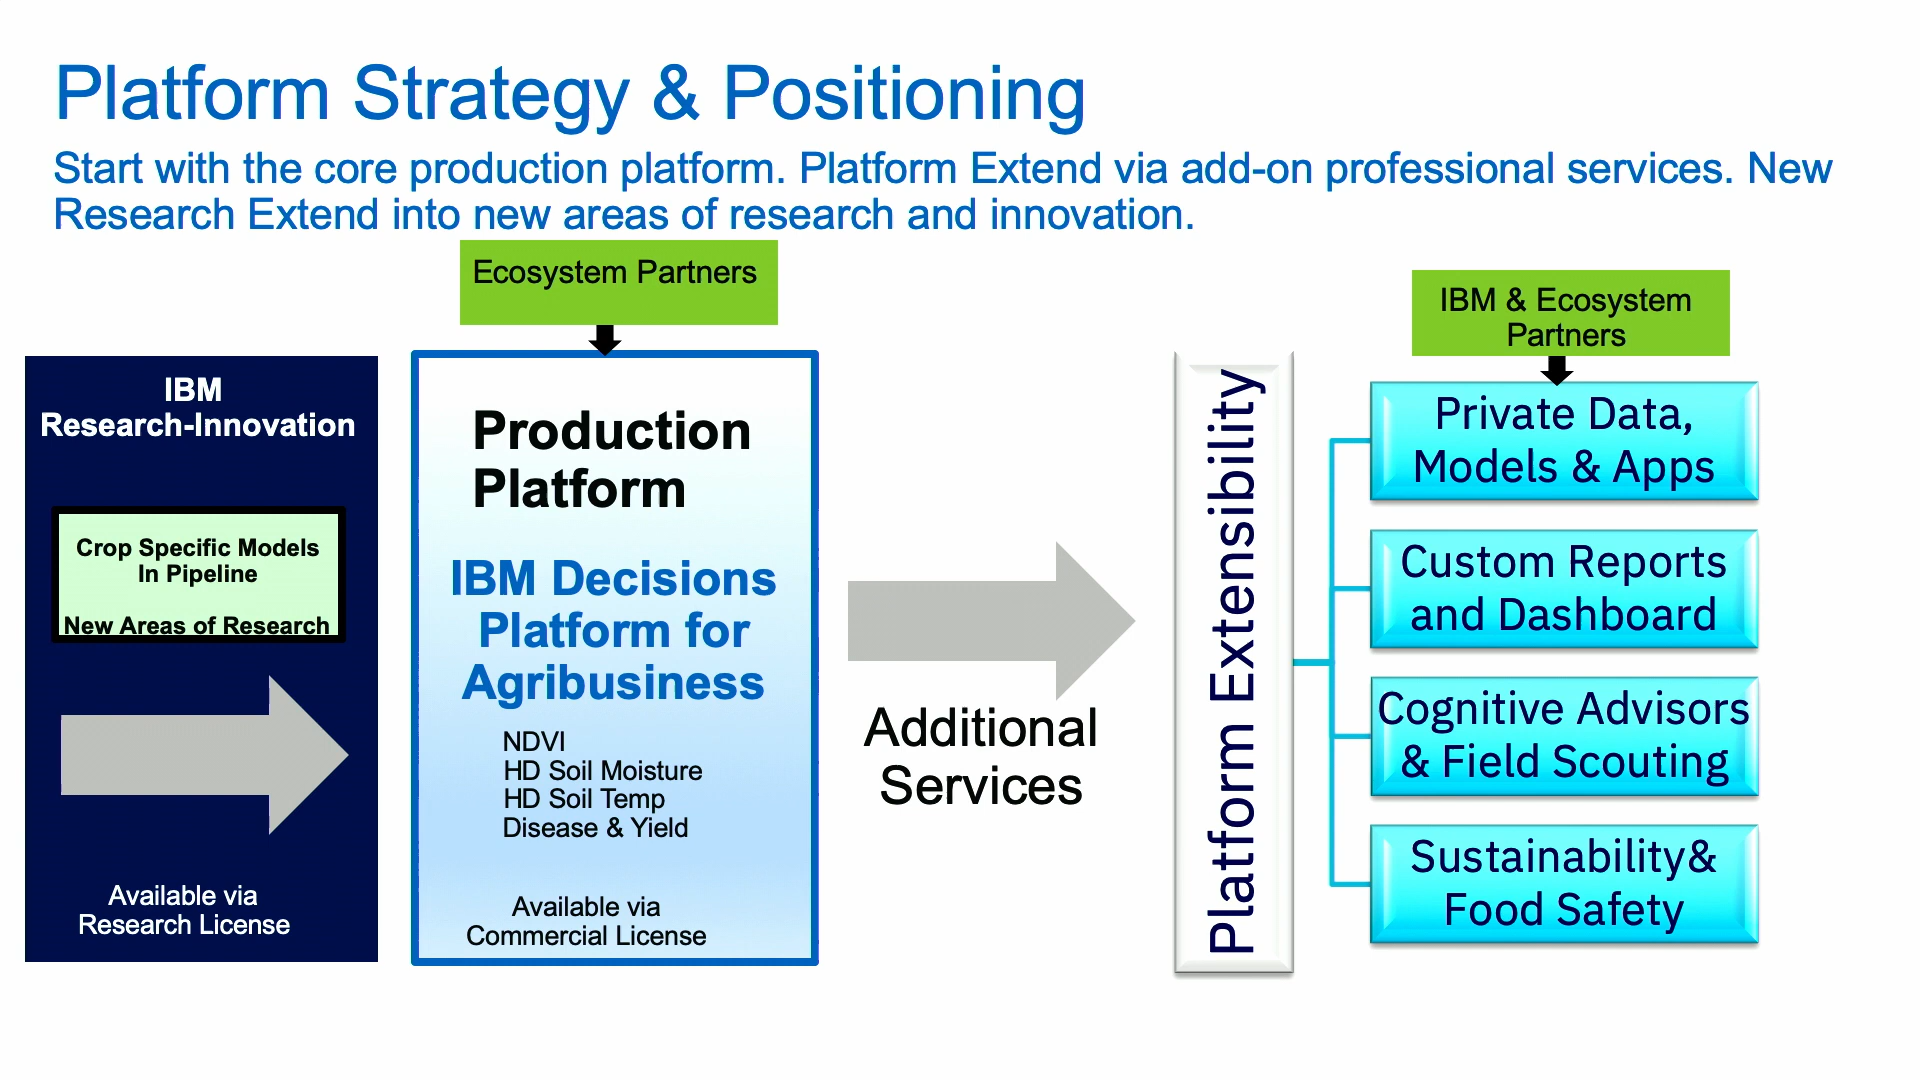 Platform Strategy & Positioning
Start with the core production platform. Platform Extend via add-on professional services. New
Research Extend into new areas of research and innovation.
Ecosystem Partners
IBM & Ecosystem
Partners
IBM
Research-Innovation
Crop Specific Models
In Pipeline
New Areas of Research
Available via
Research License
Production
Platform
IBM Decisions
Platform for
Agribusiness
NDVI
HD Soil Moisture
HD Soil Temp
Disease & Yield
Available via
Commercial License
Additional
Services
Platform Extensibility
Private Data,
Models & Apps
Custom Reports
and Dashboard
Cognitive Advisors
& Field Scouting
Sustainability&
Food Safety